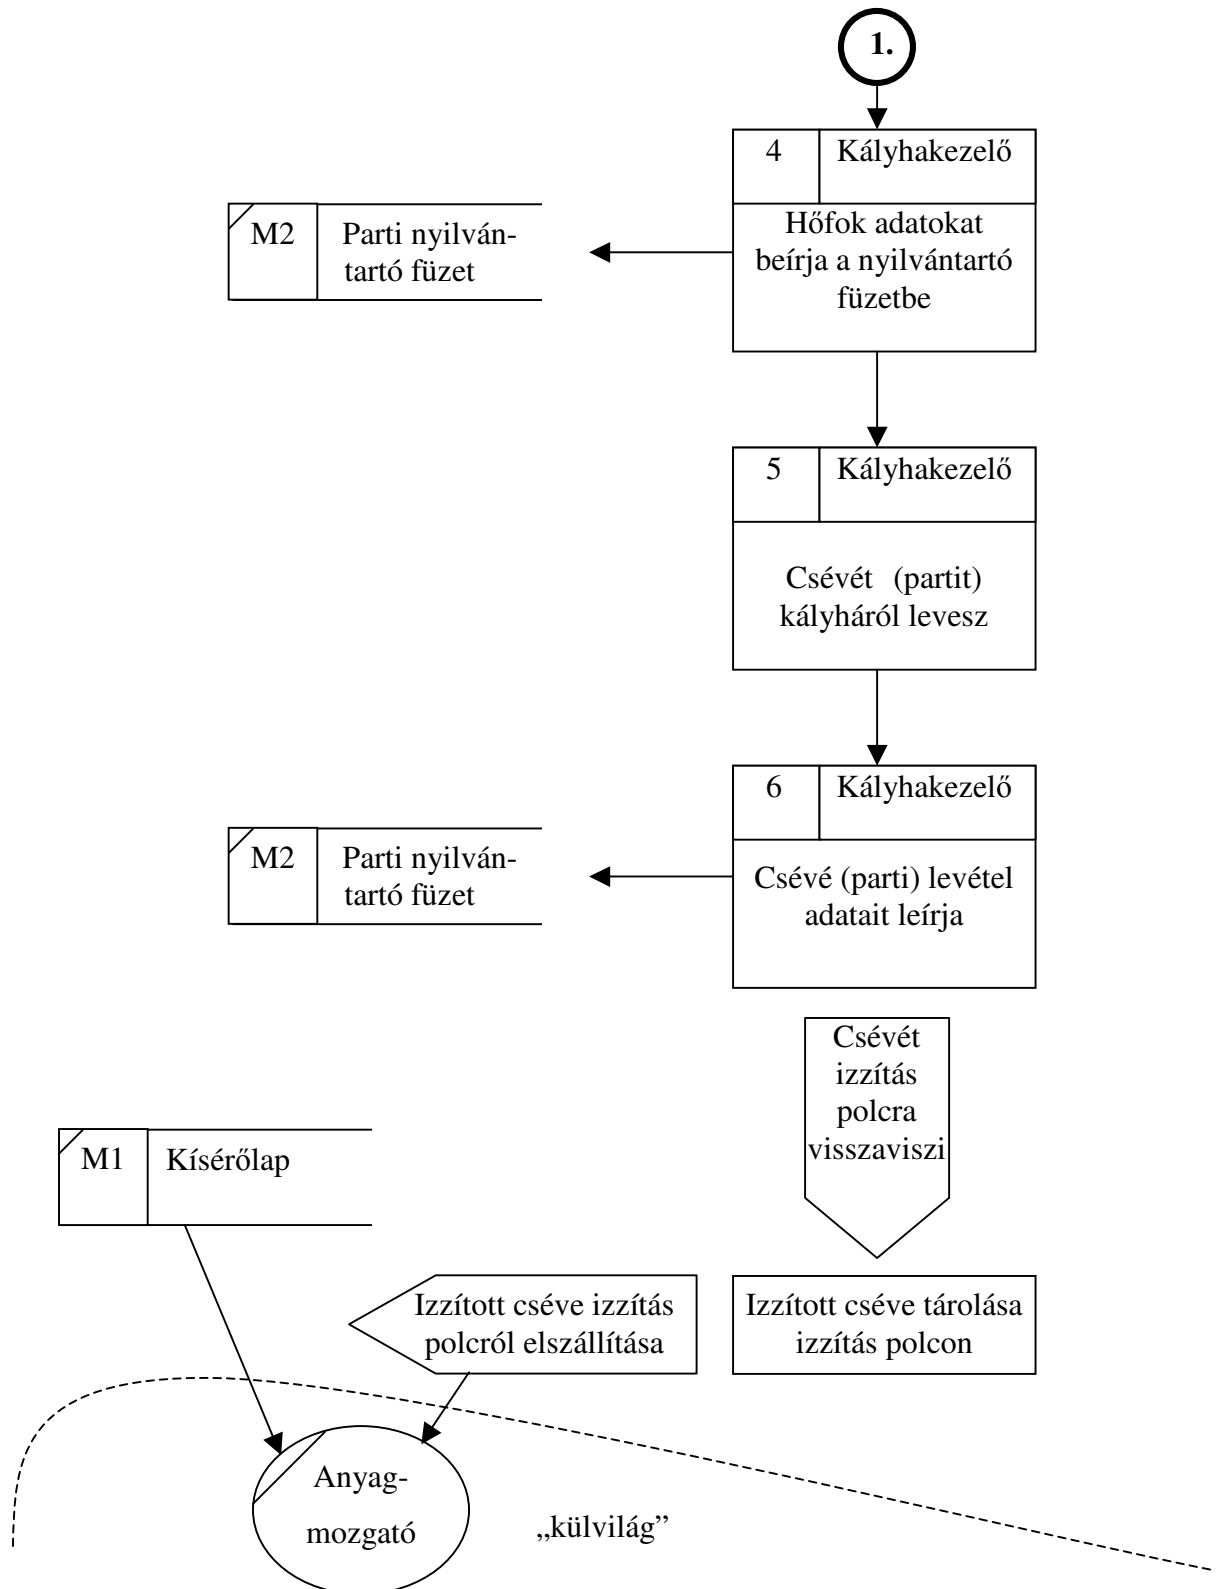 1.
4
Kályhakezelő
Hőfok adatokat
beírja a nyilvántartó
füzetbe
M2
Parti nyilván-
tartó füzet
5
Kályhakezelő
Csévét (partit)
kályháról levesz
6
Kályhakezelő
Csévé (parti) levétel
adatait leírja
M2
Parti nyilván-
tartó füzet
Csévét
izzítás
polcra
visszaviszi
M1
Kísérőlap
Izzított cséve izzítás
polcról elszállítása
Izzított cséve tárolása
izzítás polcon
Anyag-
mozgató
„külvilág”